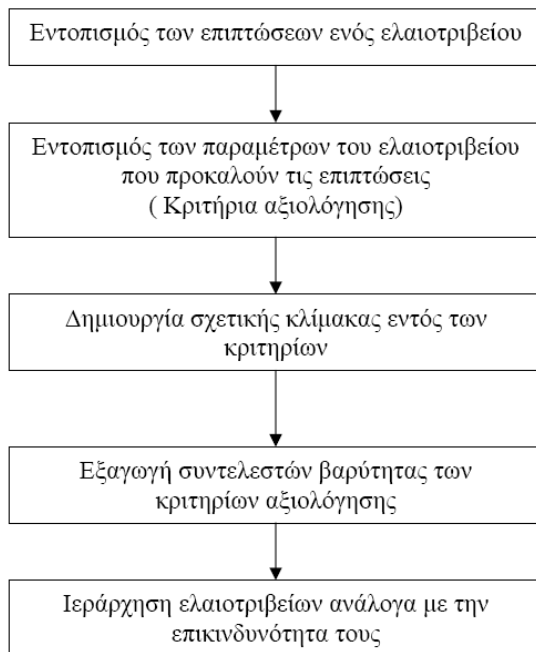 Εντοπισμός των επιπτώσεων ενός ελαιοτριβείου
Εντοπισμός των παραμέτρων του ελαιοτριβείου
που προκαλούν τις επιπτώσεις
( Κριτήρια αξιολόγησης)
Δημιουργία σχετικής κλίμακας εντός των
κριτηρίων
Εξαγωγή συντελεστών βαρύτητας των
κριτηρίων αξιολόγησης
Ιεράρχηση ελαιοτριβείων ανάλογα με την
επικινδυνότητα τους